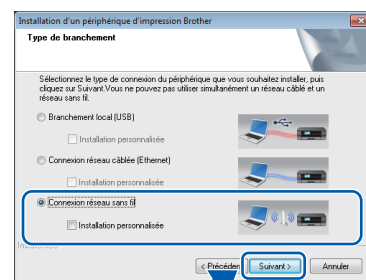 Installation d'un périphérique d'impression Brother
Type de branchement
Sélectionnez le type de connexion du périphérique que vous souhaitez installer, puis
cliquez sur Suivant.Vous ne pouvez pas utiliser simultanément un réseau câblé et un
réseau sans fil.
Branchement local (USB)
Installation personnalisée
Connexion réseau câblée (Ethernet)
Installation personnalisée
Connexion réseau sans fil
Installation personnalisée
< Précéden Suivant > Annuler